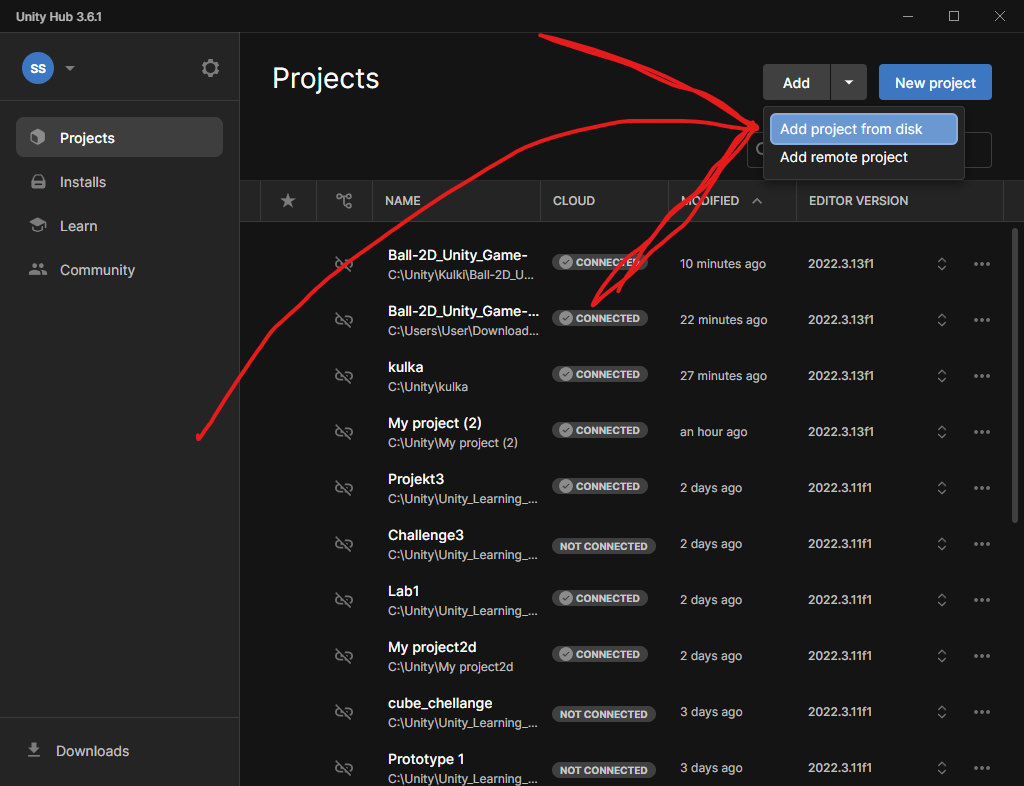 Unity Hub 3.6.1
SS
Projects
Add
New project
Add project from disk
Add remote project
Projects
Installs
Learn
Community
NAME CLOUD MODIFIED EDITOR VERSION
Ball-2D_Unity_Game- CONNECTED 10 minutes ago 2022.3.13f1
C:\Unity\Kulki\Ball-2D_U...
Ball-2D_Unity_Game-... CONNECTED 22 minutes ago 2022.3.13f1
C:\Users\User\Download...
kulka CONNECTED 27 minutes ago 2022.3.13f1
C:\Unity\kulka
My project (2) CONNECTED an hour ago 2022.3.13f1
C:\Unity\My project (2)
Projekt3 CONNECTED 2 days ago 2022.3.11f1
C:\Unity\Unity_Learning_...
Challenge3 NOT CONNECTED 2 days ago 2022.3.11f1
C:\Unity\Unity_Learning_...
Lab1 CONNECTED 2 days ago 2022.3.11f1
C:\Unity\Unity_Learning_...
My project2d CONNECTED 2 days ago 2022.3.11f1
C:\Unity\My project2d
cube_chellange NOT CONNECTED 3 days ago 2022.3.11f1
C:\Unity\Unity_Learning_...
Prototype 1 NOT CONNECTED 3 days ago 2022.3.11f1
C:\Unity\Unity_Learning_...
Downloads